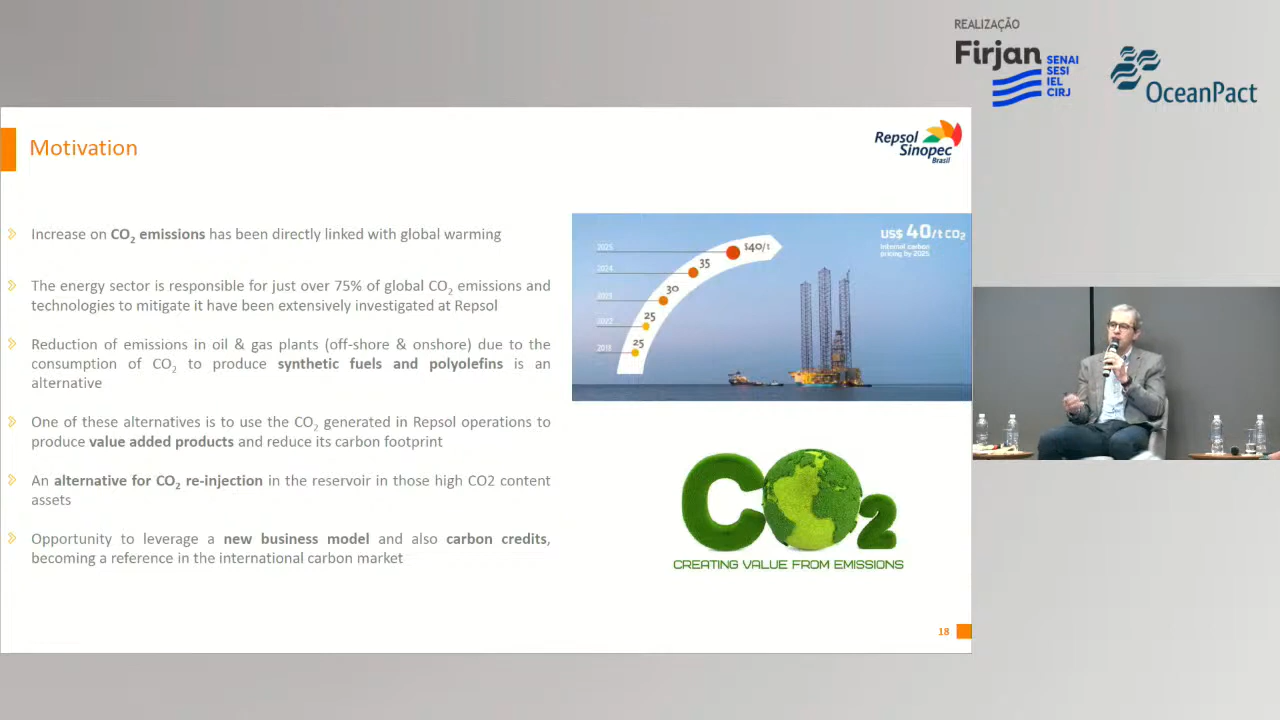 REALIZAÇÃO
Firjan
SENAI
SESI
IEL
CIRJ
OceanPact
Motivation
Repsol
Sinopec
Brasil
Increase on CO2 emissions has been directly linked with global warming
The energy sector is responsible for just over 75% of global CO2 emissions and
technologies to mitigate it have been extensively investigated at Repsol
Reduction of emissions in oil & gas plants (off-shore & onshore) due to the
consumption of CO2 to produce synthetic fuels and polyolefins is an
alternative
One of these alternatives is to use the CO2 generated in Repsol operations to
produce value added products and reduce its carbon footprint
An alternative for CO2 re-injection in the reservoir in those high CO2 content
assets
Opportunity to leverage a new business model and also carbon credits,
becoming a reference in the international carbon market
US$ 40/t CO2
Internal carbon
pricing by 2025
2025 $40/t
2024 35
2023 30
2022 25
2019 25
CO2
CREATING VALUE FROM EMISSIONS
18